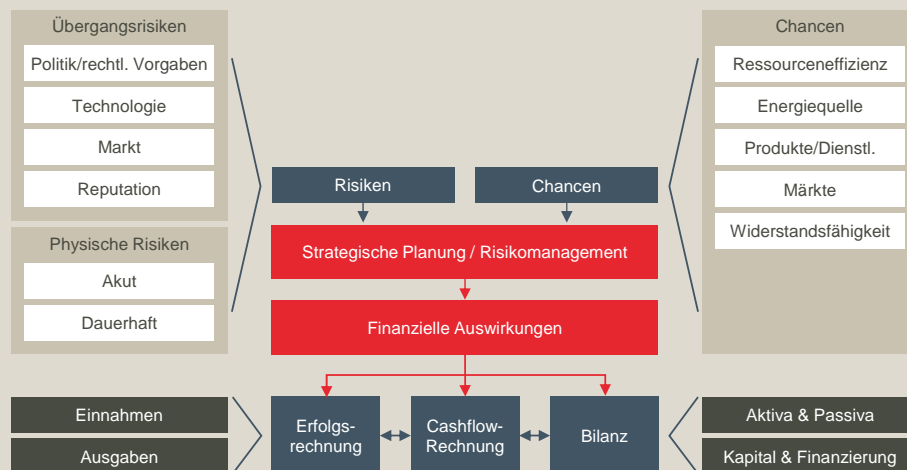 Übergangsrisiken
Politik/rechtl. Vorgaben
Technologie
Markt
Reputation
Physische Risiken
Akut
Dauerhaft
Risiken
Chancen
Strategische Planung / Risikomanagement
Finanzielle Auswirkungen
Chancen
Ressourceneffizienz
Energiequelle
Produkte/Dienstl.
Märkte
Widerstandsfähigkeit
Einnahmen
Ausgaben
Erfolgs-
rechnung
Cashflow-
Rechnung
Bilanz
Aktiva & Passiva
Kapital & Finanzierung